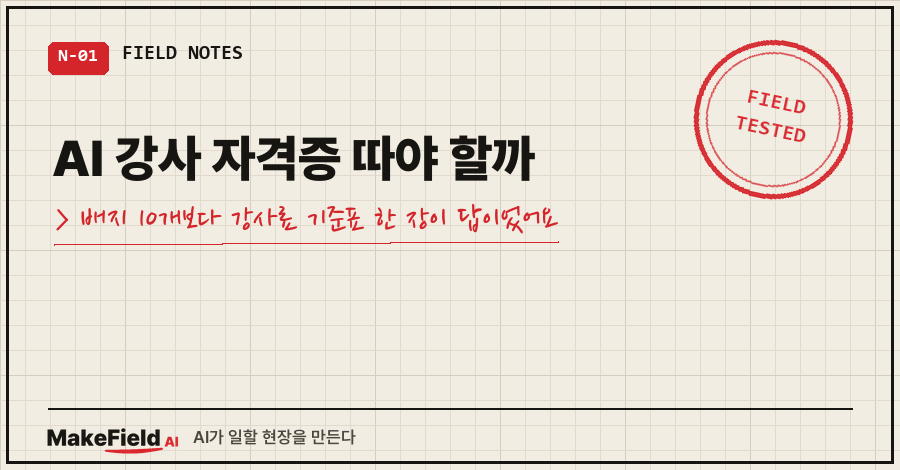 N-01 FIELD NOTES
FIELD
TESTED
AI 강사 자격증 따야 할까
> 배지 10개보다 강사료 기준표 한 장이 답이었어요
MakeField AI AI가 일할 현장을 만든다